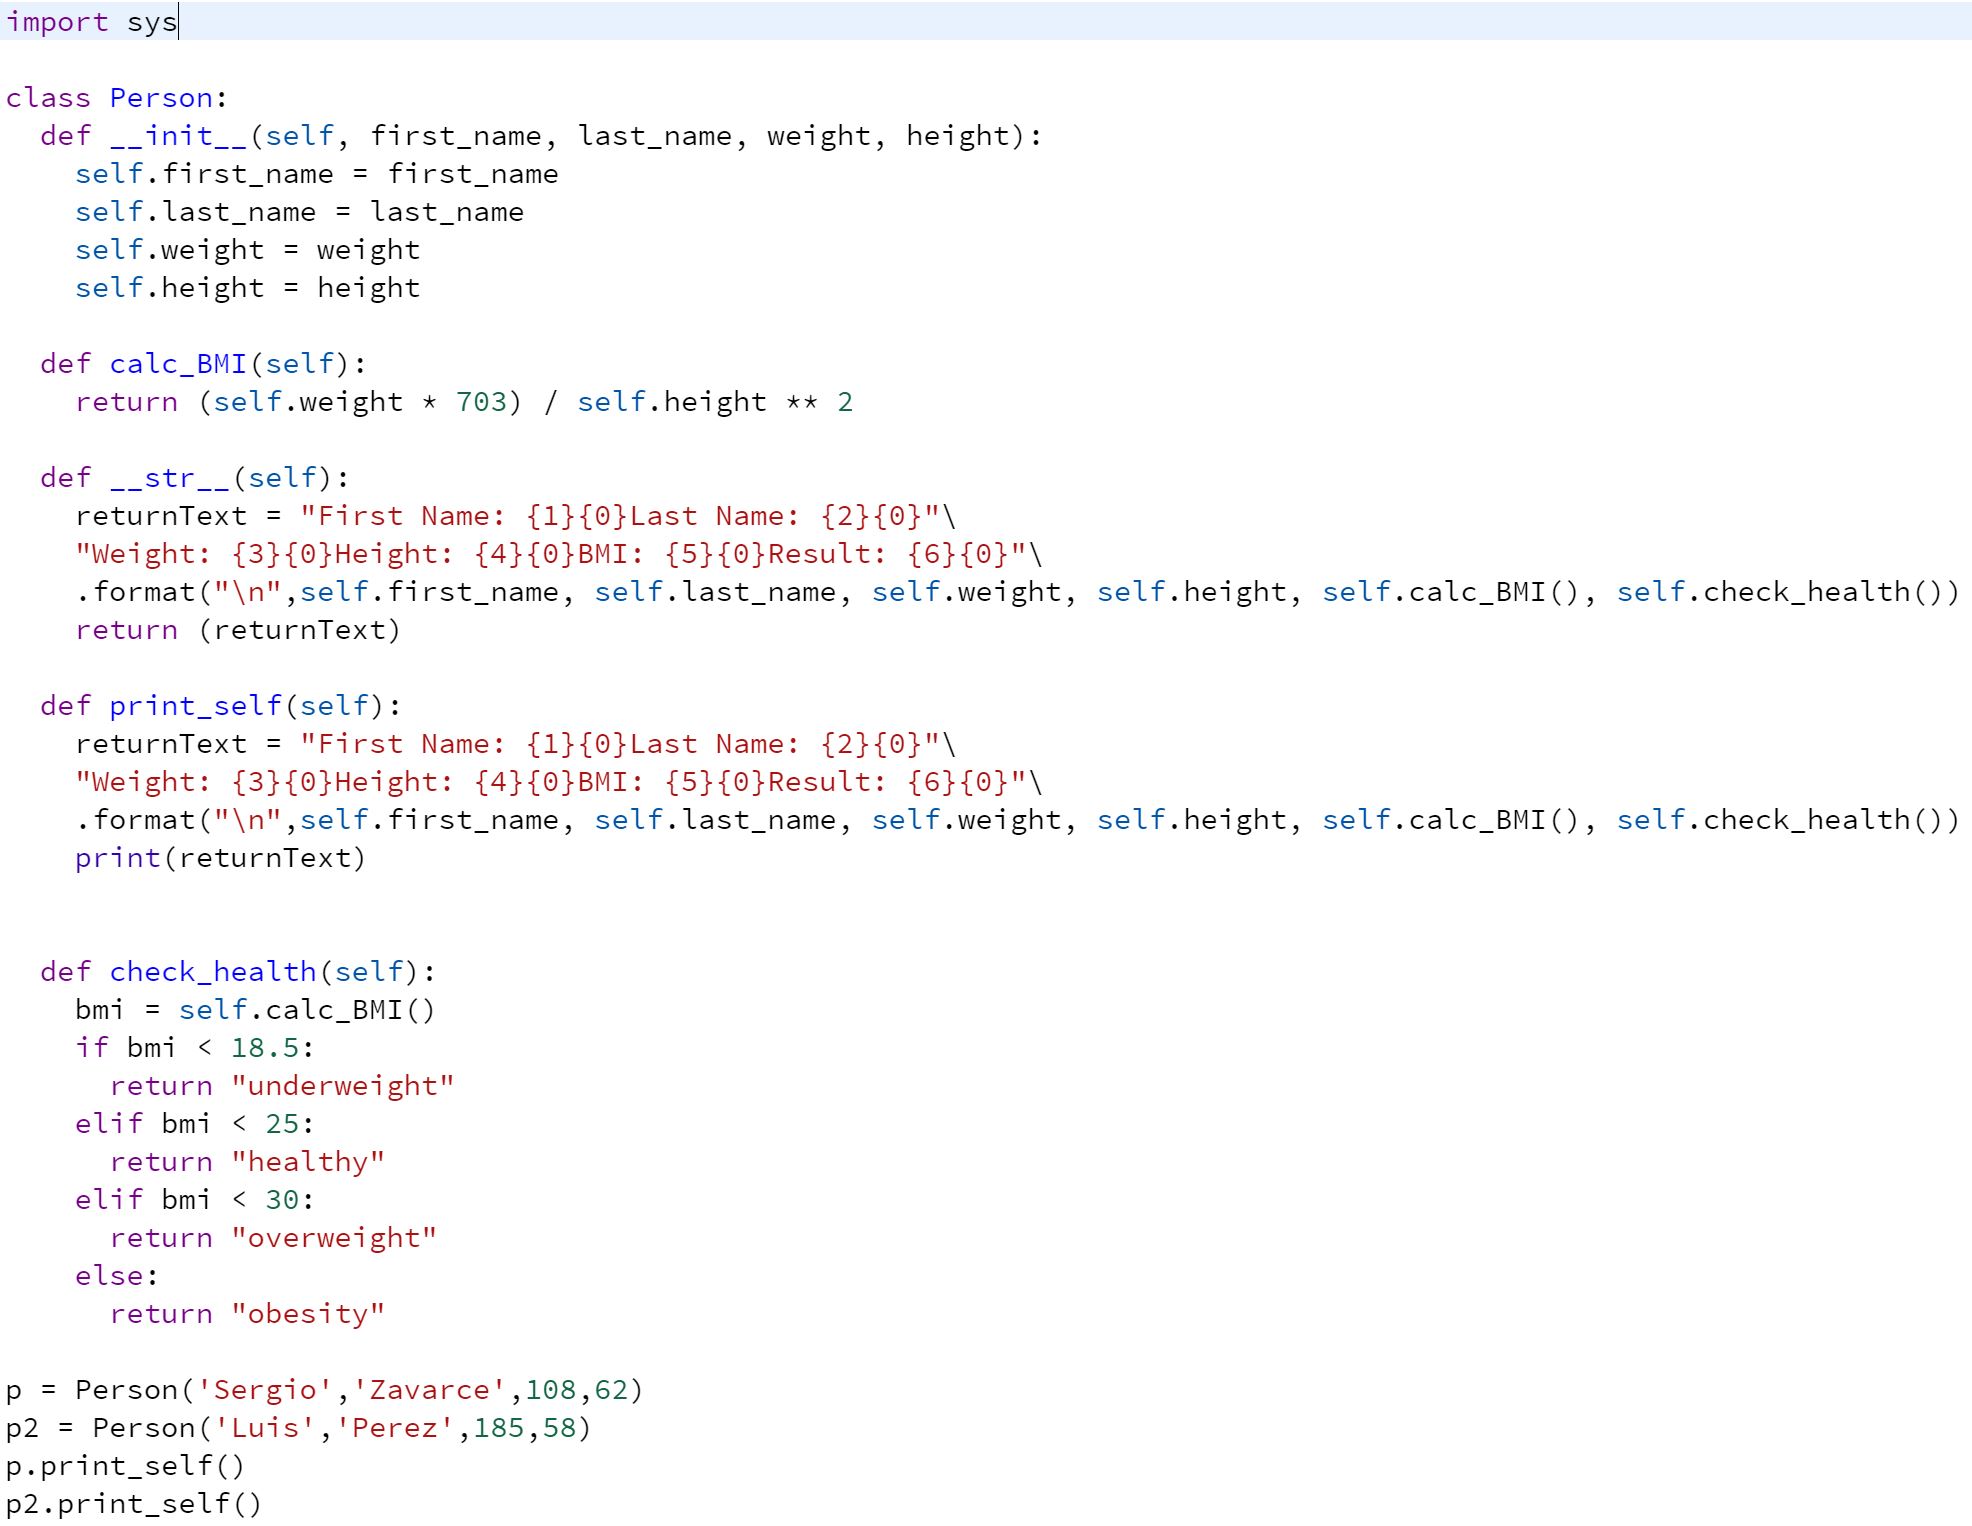 import sys

class Person:
  def __init__(self, first_name, last_name, weight, height):
    self.first_name = first_name
    self.last_name = last_name
    self.weight = weight
    self.height = height

  def calc_BMI(self):
    return (self.weight * 703) / self.height ** 2

  def __str__(self):
    returnText = "First Name: {1}{0}Last Name: {2}{0}"\
    "Weight: {3}{0}Height: {4}{0}BMI: {5}{0}Result: {6}{0}"\
    .format("\n",self.first_name, self.last_name, self.weight, self.height, self.calc_BMI(), self.check_health())
    return (returnText)

  def print_self(self):
    returnText = "First Name: {1}{0}Last Name: {2}{0}"\
    "Weight: {3}{0}Height: {4}{0}BMI: {5}{0}Result: {6}{0}"\
    .format("\n",self.first_name, self.last_name, self.weight, self.height, self.calc_BMI(), self.check_health())
    print(returnText)


  def check_health(self):
    bmi = self.calc_BMI()
    if bmi < 18.5:
      return "underweight"
    elif bmi < 25:
      return "healthy"
    elif bmi < 30:
      return "overweight"
    else:
      return "obesity"

p = Person('Sergio','Zavarce',108,62)
p2 = Person('Luis','Perez',185,58)
p.print_self()
p2.print_self()